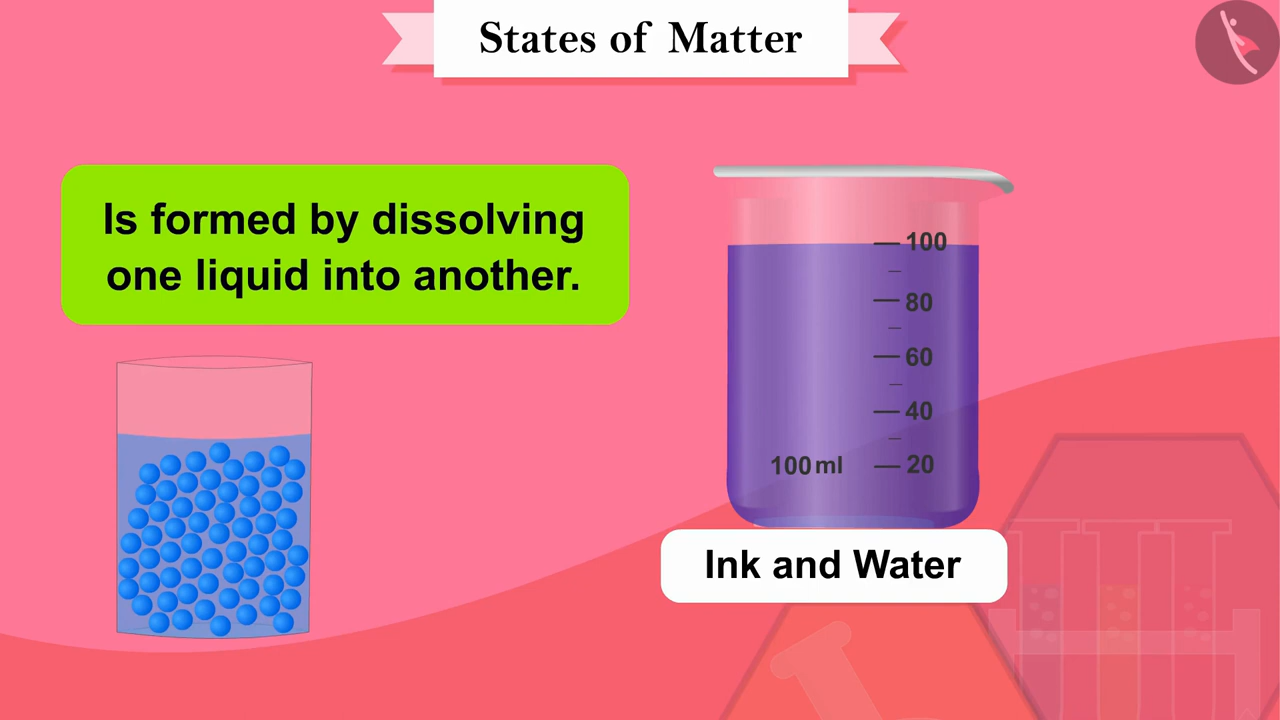 States of Matter
Is formed by dissolving
one liquid into another.
100
80
60
40
100 ml
20
Ink and Water